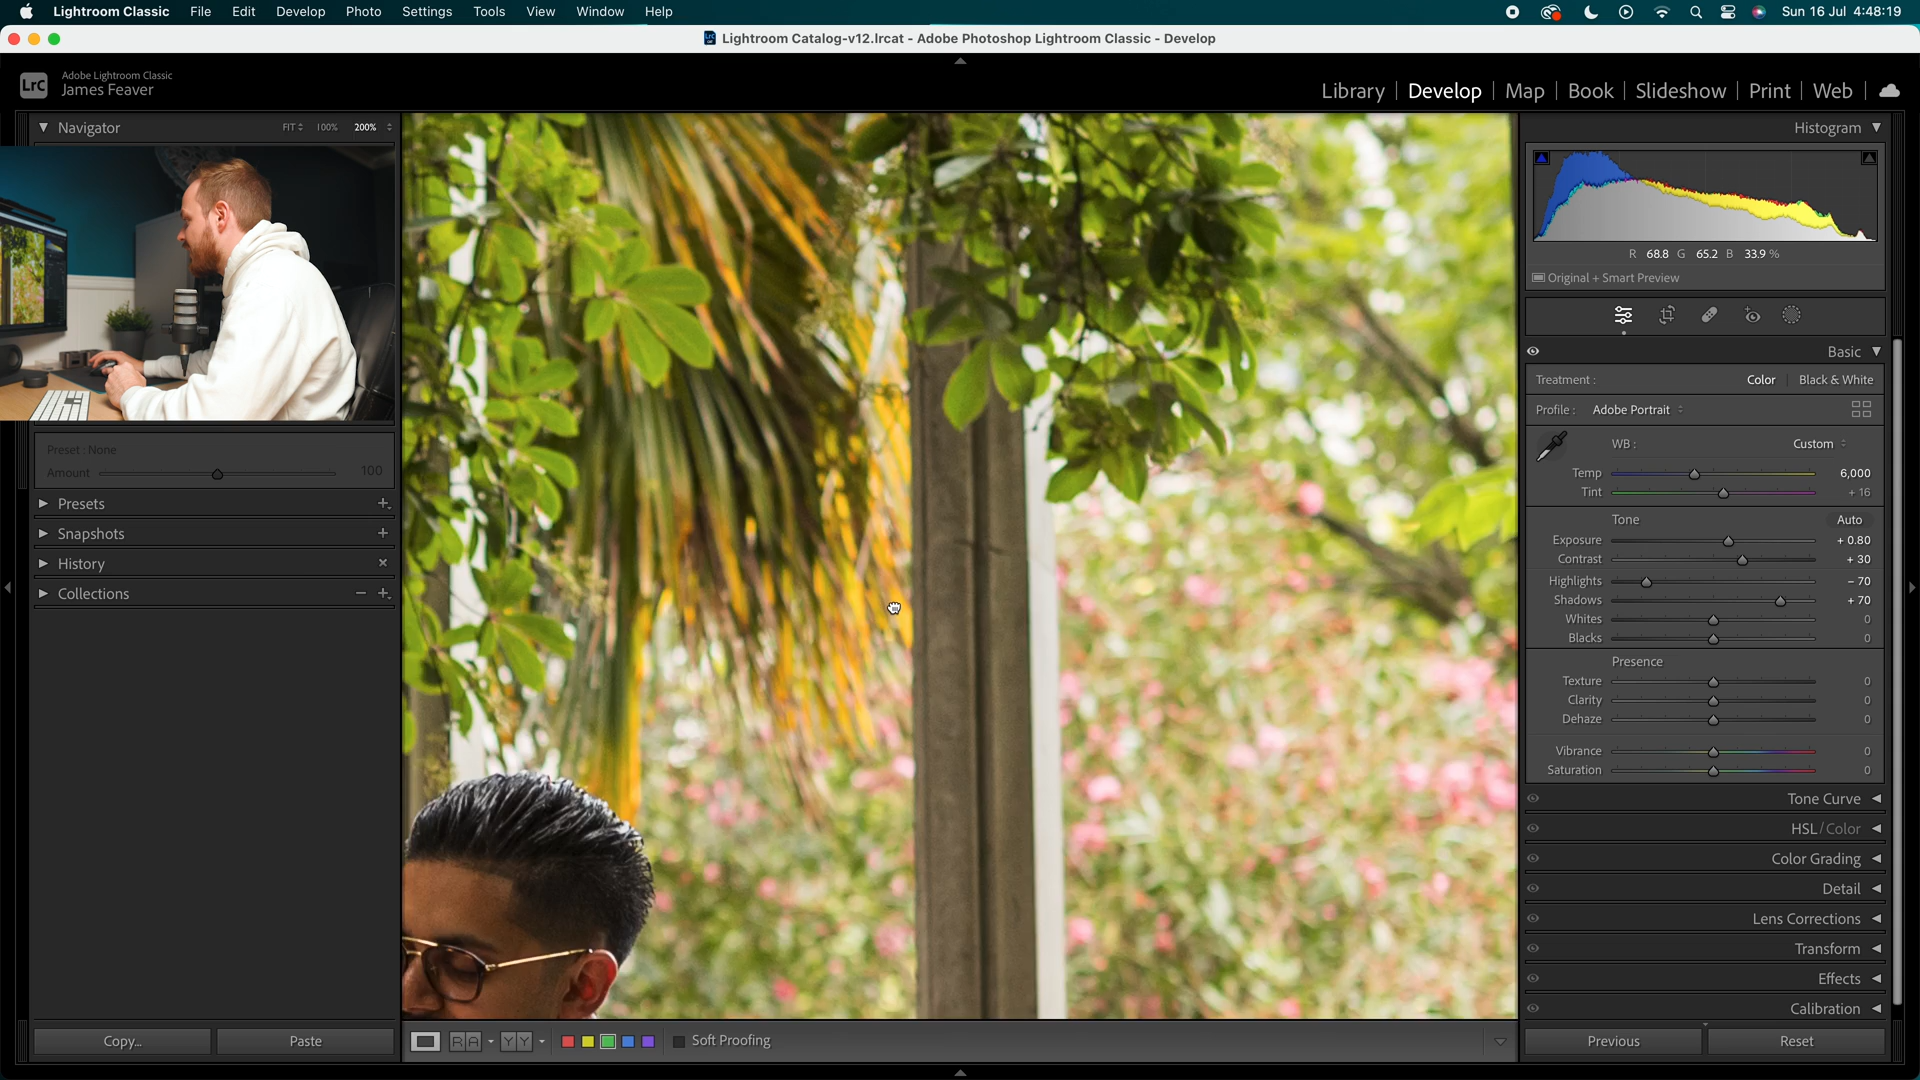 Lightroom Classic File Edit Develop Photo Settings Tools View Window Help Sun 16 Jul 4:48:19
Lightroom Catalog-v12.lrcat - Adobe Photoshop Lightroom Classic - Develop
LrC
Adobe Lightroom Classic
James Feaver
Library | Develop | Map | Book | Slideshow | Print | Web
Navigator FIT 100% 200%
Preset : None
Amount 100
Presets
Snapshots
History
Collections
Copy... Paste
R A Y Y Soft Proofing
Histogram
R 68.8 G 65.2 B 33.9 %
Original + Smart Preview
Basic
Treatment : Color Black & White
Profile : Adobe Portrait
WB : Custom
Temp 6,000
Tint + 16
Tone Auto
Exposure + 0.80
Contrast + 30
Highlights – 70
Shadows + 70
Whites 0
Blacks 0
Presence
Texture 0
Clarity 0
Dehaze 0
Vibrance 0
Saturation 0
Tone Curve
HSL / Color
Color Grading
Detail
Lens Corrections
Transform
Effects
Calibration
Previous Reset